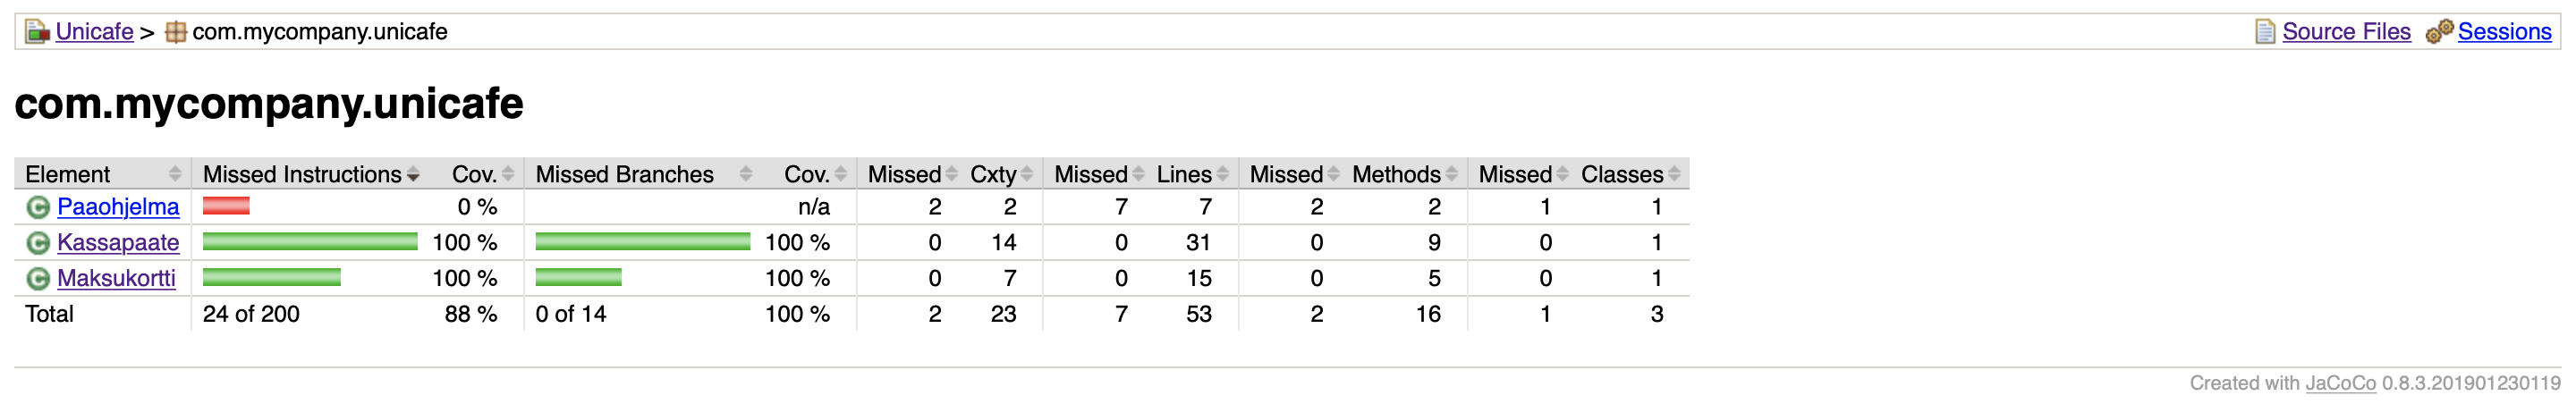 Unicafe > com.mycompany.unicafe Source Files Sessions
com.mycompany.unicafe
Element Missed Instructions Cov. Missed Branches Cov. Missed Cxty Missed Lines Missed Methods Missed Classes
C Paaohjelma 0 % n/a 2 2 7 7 2 2 1 1
C Kassapaate 100 % 100 % 0 14 0 31 0 9 0 1
C Maksukortti 100 % 100 % 0 7 0 15 0 5 0 1
Total 24 of 200 88 % 0 of 14 100 % 2 23 7 53 2 16 1 3
Created with JaCoCo 0.8.3.201901230119